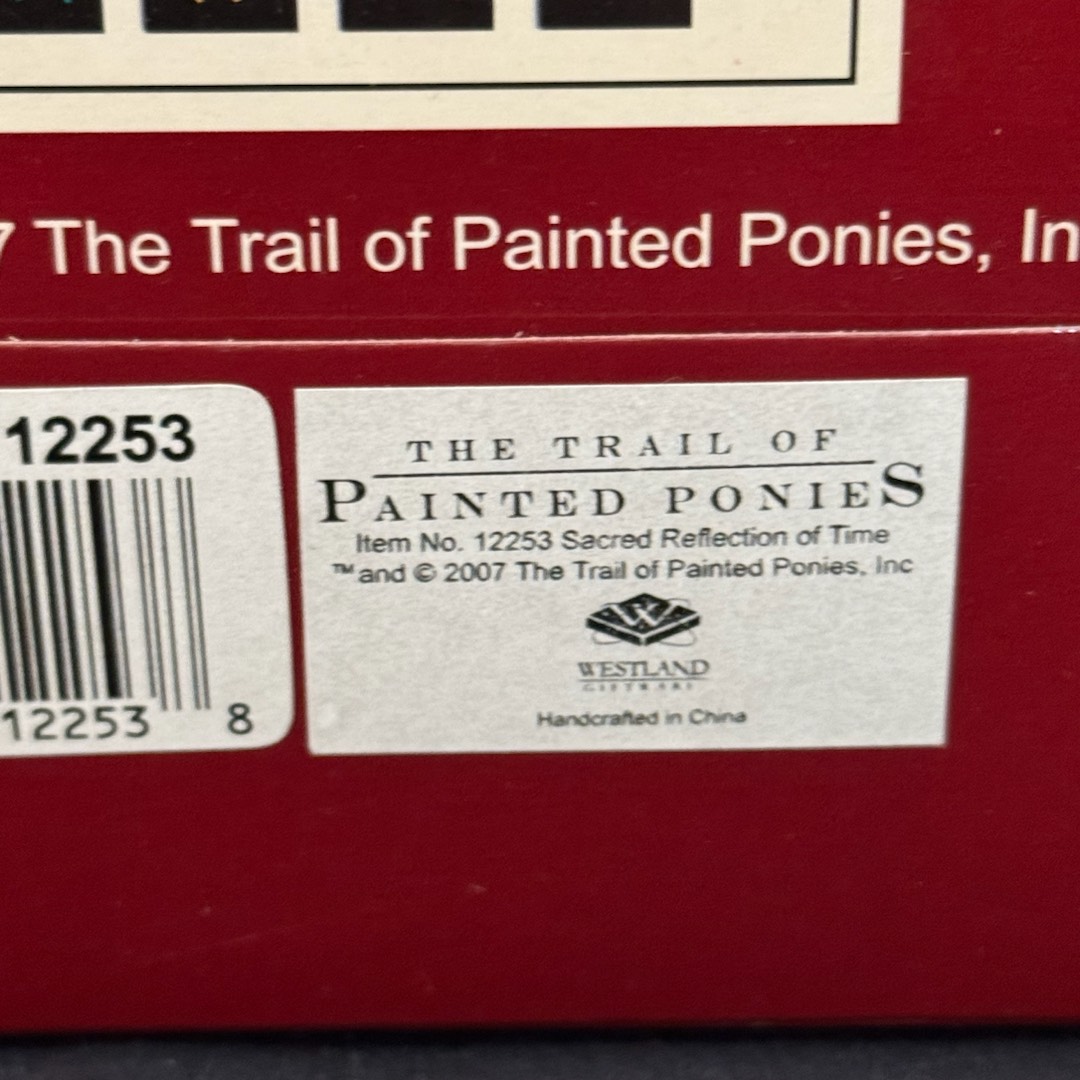 7 The Trail of Painted Ponies, In
12253
12253 8
THE TRAIL OF
PAINTED PONIES
Item No. 12253 Sacred Reflection of Time
™ and © 2007 The Trail of Painted Ponies, Inc
WESTLAND
GIFTWARE
Handcrafted in China